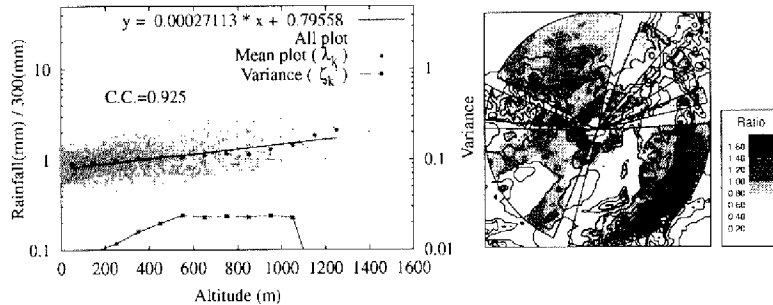 y = 0.00027113 * x + 0.79558
All plot
Mean plot ( λk )
Variance ( ζk )
C.C.=0.925
Rainfall(mm) / 300(mm)
10
1
0.1
1
0.1
0.01
Variance
0 200 400 600 800 1000 1200 1400 1600
Altitude (m)
Ratio
1.60
1.40
1.20
1.00
0.80
0.60
0.40
0.20